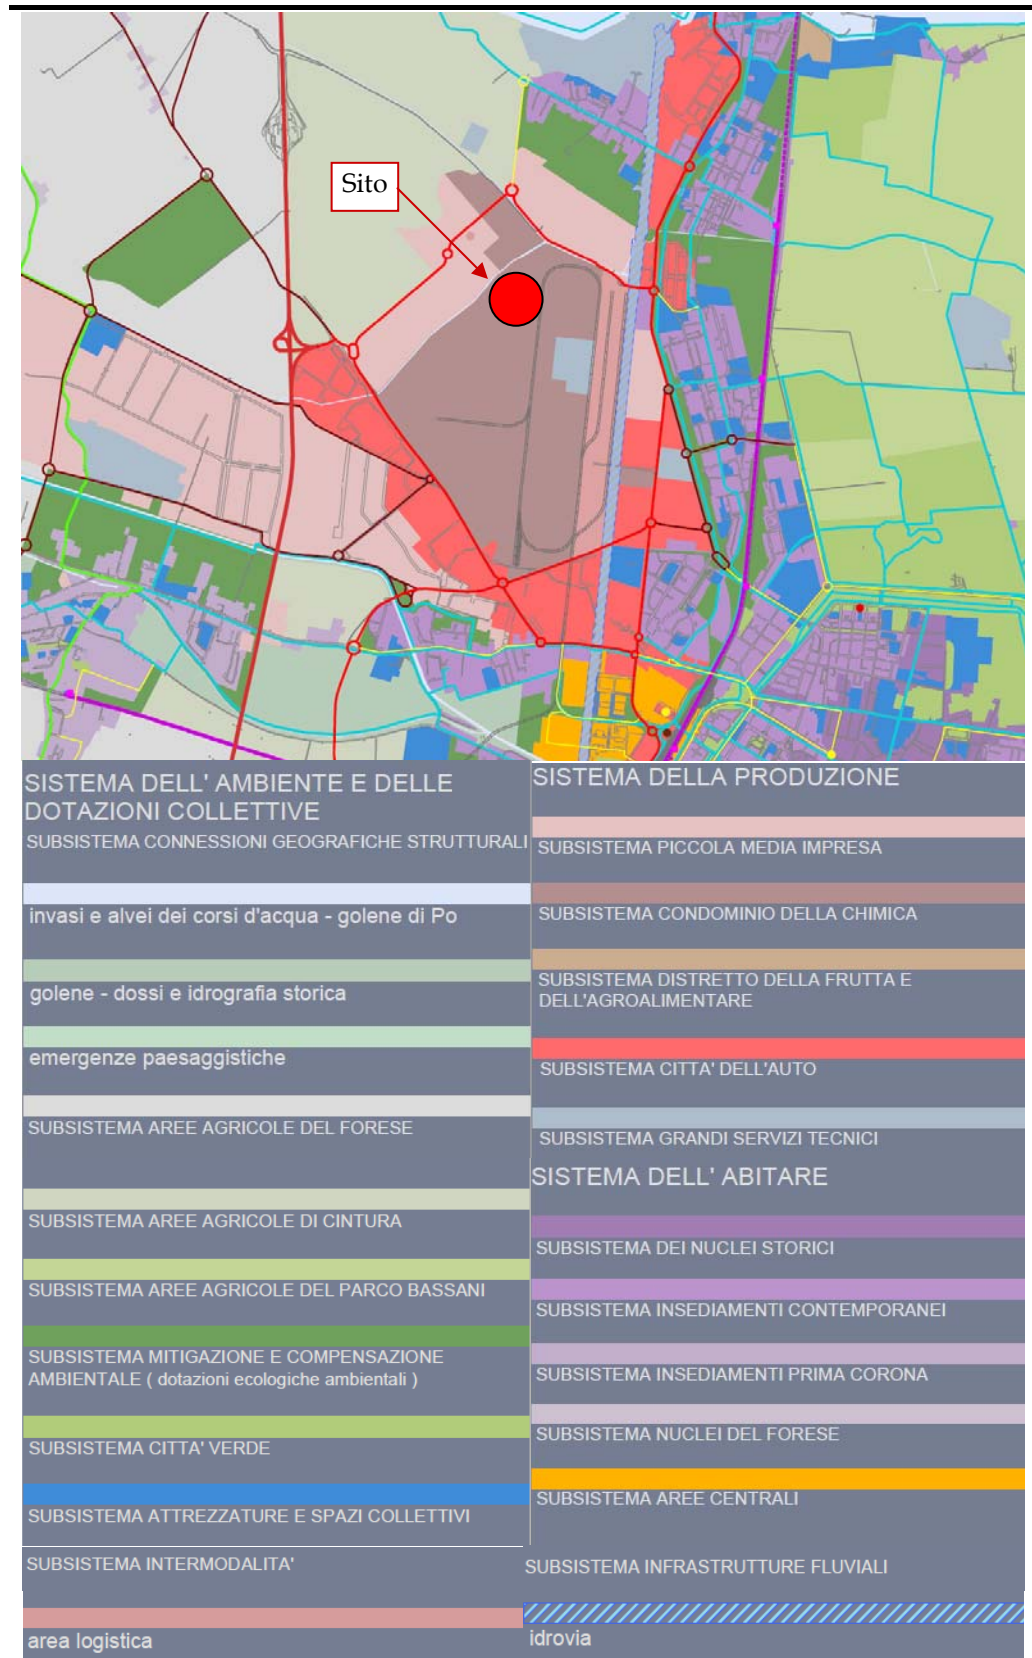 Sito
SISTEMA DELL' AMBIENTE E DELLE
DOTAZIONI COLLETTIVE
SUBSISTEMA CONNESSIONI GEOGRAFICHE STRUTTURALI
invasi e alvei dei corsi d'acqua - golene di Po
golene - dossi e idrografia storica
emergenze paesaggistiche
SUBSISTEMA AREE AGRICOLE DEL FORESE
SUBSISTEMA AREE AGRICOLE DI CINTURA
SUBSISTEMA AREE AGRICOLE DEL PARCO BASSANI
SUBSISTEMA MITIGAZIONE E COMPENSAZIONE
AMBIENTALE ( dotazioni ecologiche ambientali )
SUBSISTEMA CITTA' VERDE
SUBSISTEMA ATTREZZATURE E SPAZI COLLETTIVI
SUBSISTEMA INTERMODALITA'
area logistica
SISTEMA DELLA PRODUZIONE
SUBSISTEMA PICCOLA MEDIA IMPRESA
SUBSISTEMA CONDOMINIO DELLA CHIMICA
SUBSISTEMA DISTRETTO DELLA FRUTTA E
DELL'AGROALIMENTARE
SUBSISTEMA CITTA' DELL'AUTO
SUBSISTEMA GRANDI SERVIZI TECNICI
SISTEMA DELL' ABITARE
SUBSISTEMA DEI NUCLEI STORICI
SUBSISTEMA INSEDIAMENTI CONTEMPORANEI
SUBSISTEMA INSEDIAMENTI PRIMA CORONA
SUBSISTEMA NUCLEI DEL FORESE
SUBSISTEMA AREE CENTRALI
SUBSISTEMA INFRASTRUTTURE FLUVIALI
idrovia